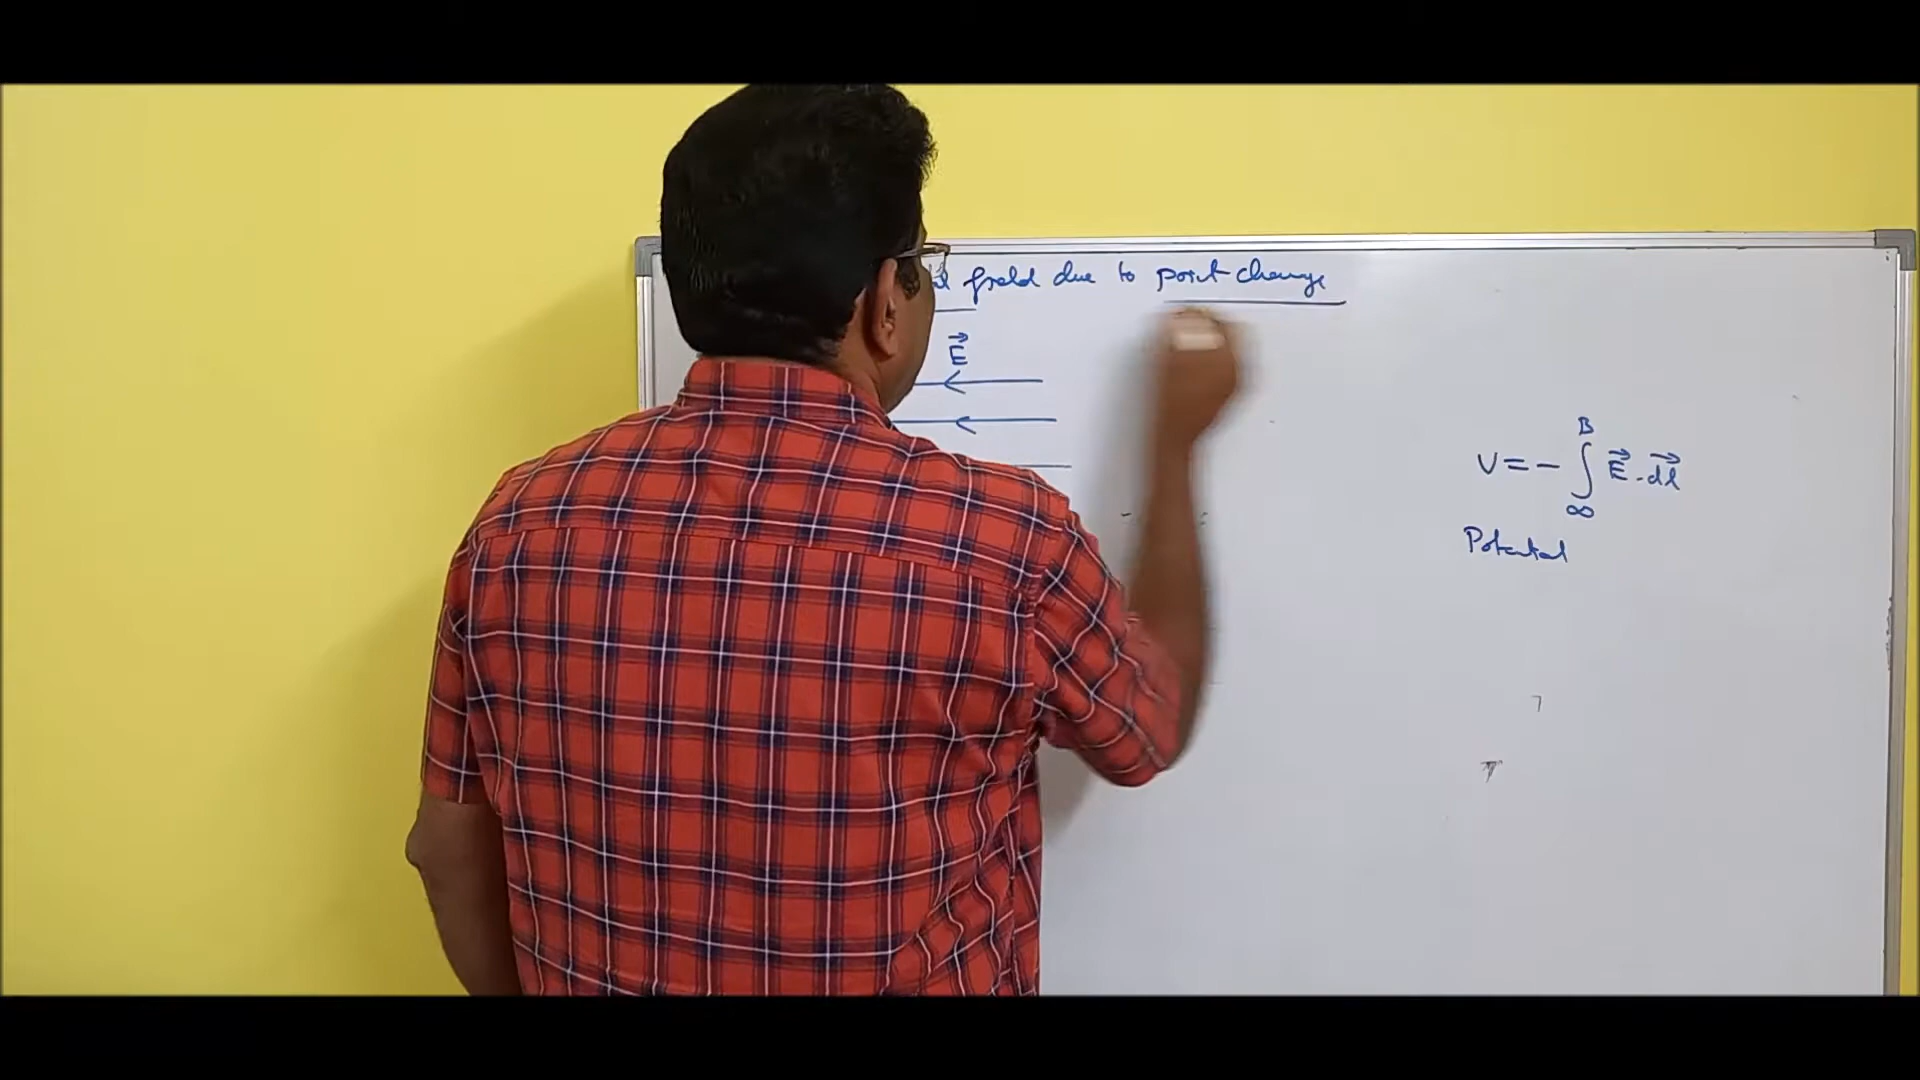 field due to point charge
E⃗
V = - ∫_∞^B E⃗ . dl⃗
Potential